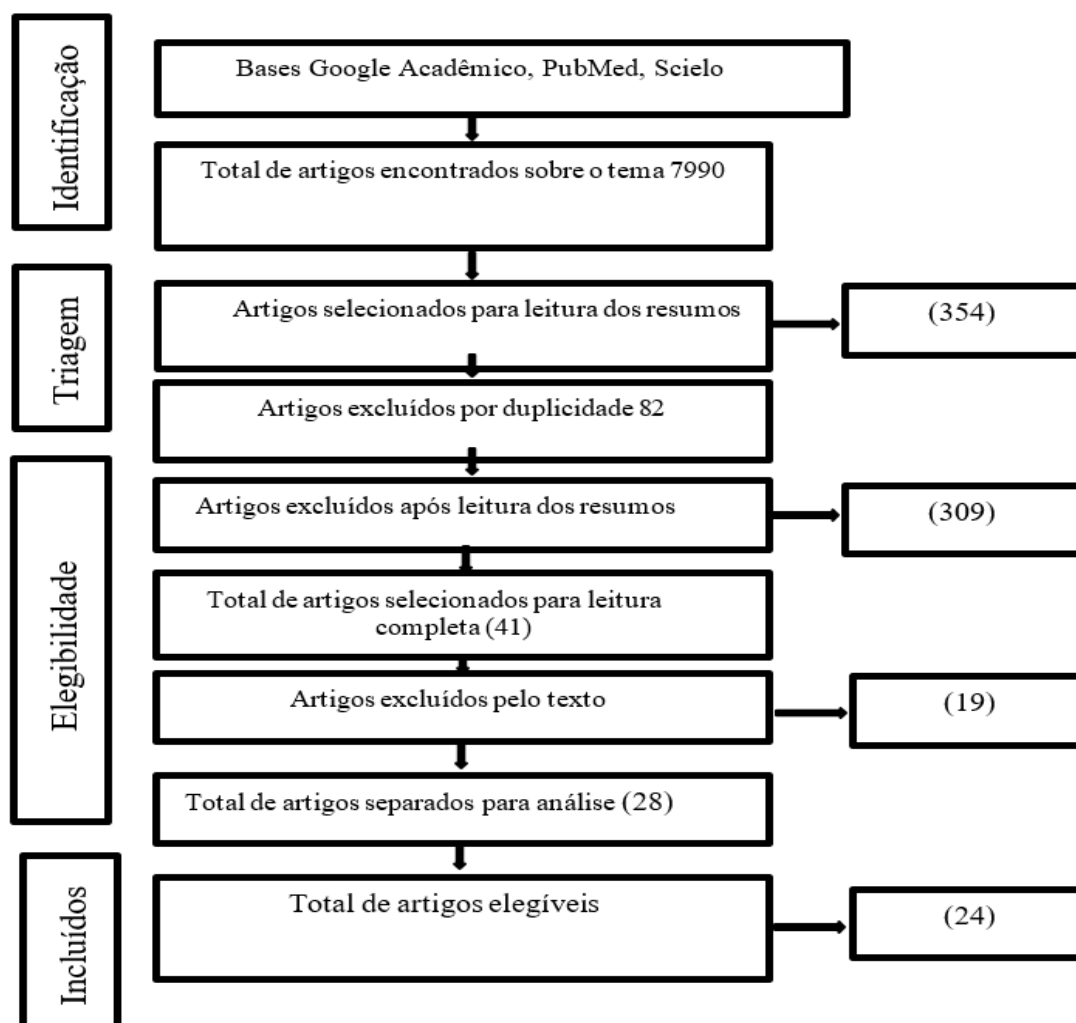 Identificação
Bases Google Acadêmico, PubMed, Scielo
Total de artigos encontrados sobre o tema 7990
Triagem
Artigos selecionados para leitura dos resumos
(354)
Artigos excluídos por duplicidade 82
Elegibilidade
Artigos excluídos após leitura dos resumos
(309)
Total de artigos selecionados para leitura
completa (41)
Artigos excluídos pelo texto
(19)
Total de artigos separados para análise (28)
Incluídos
Total de artigos elegíveis
(24)